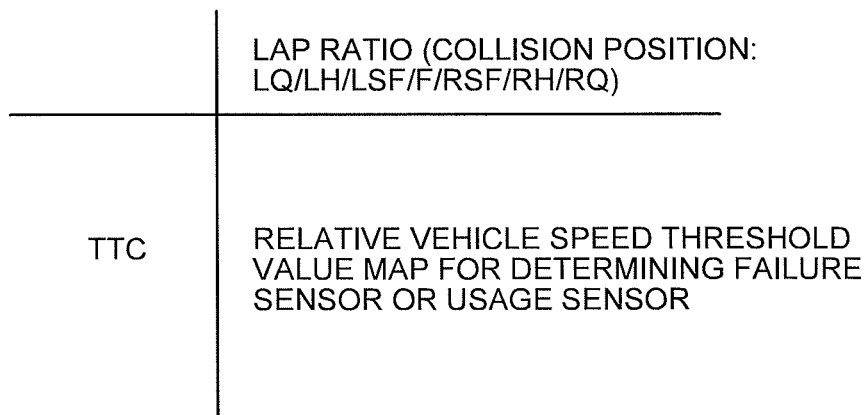 LAP RATIO (COLLISION POSITION:
LQ/LH/LSF/F/RSF/RH/RQ)
TTC
RELATIVE VEHICLE SPEED THRESHOLD
VALUE MAP FOR DETERMINING FAILURE
SENSOR OR USAGE SENSOR